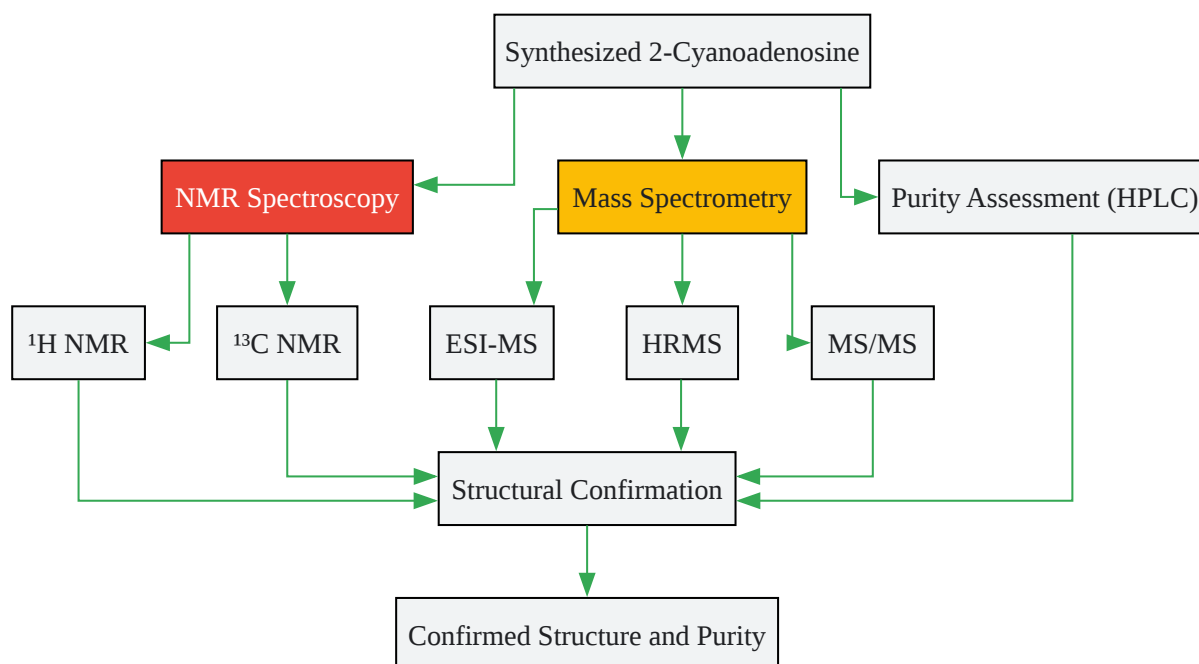 Synthesized 2-Cyanoadenosine
NMR Spectroscopy
Mass Spectrometry
Purity Assessment (HPLC)
¹H NMR
¹³C NMR
ESI-MS
HRMS
MS/MS
Structural Confirmation
Confirmed Structure and Purity